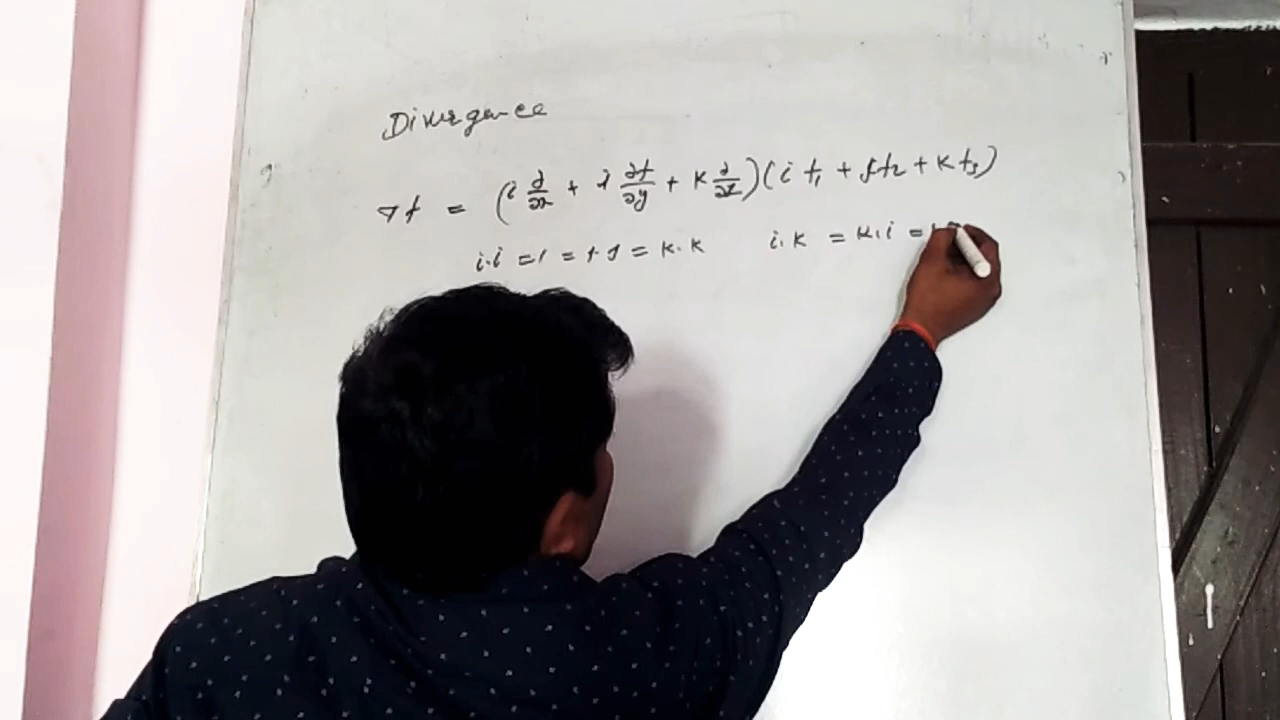 Divergence
∇f = (i ∂/∂x + j ∂f/∂y + K ∂/∂z)(i f₁ + j f₂ + K f₃)
i.i = 1 = j.j = K.K i.K = K.i =